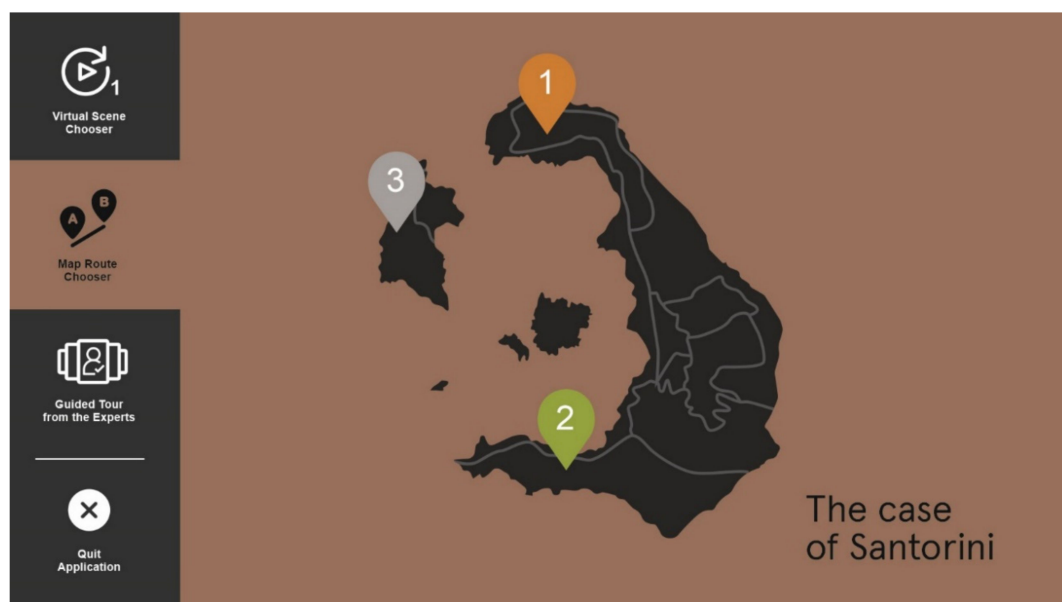 1
Virtual Scene
Chooser
A
B
Map Route
Chooser
Guided Tour
from the Experts
Quit
Application
1
3
2
The case
of Santorini